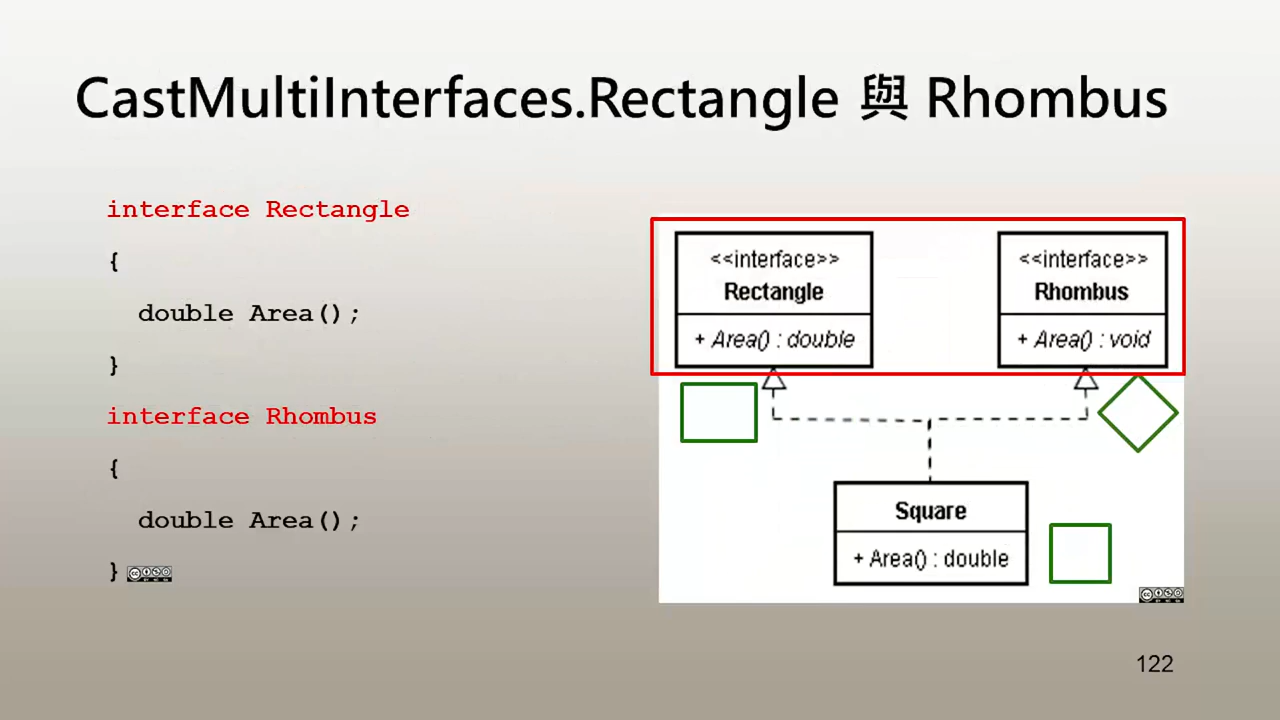 CastMultiInterfaces.Rectangle 與 Rhombus
interface Rectangle
{
double Area();
}
interface Rhombus
{
double Area();
}
<<interface>>
Rectangle
+ Area() : double
<<interface>>
Rhombus
+ Area() : void
Square
+ Area() : double
122